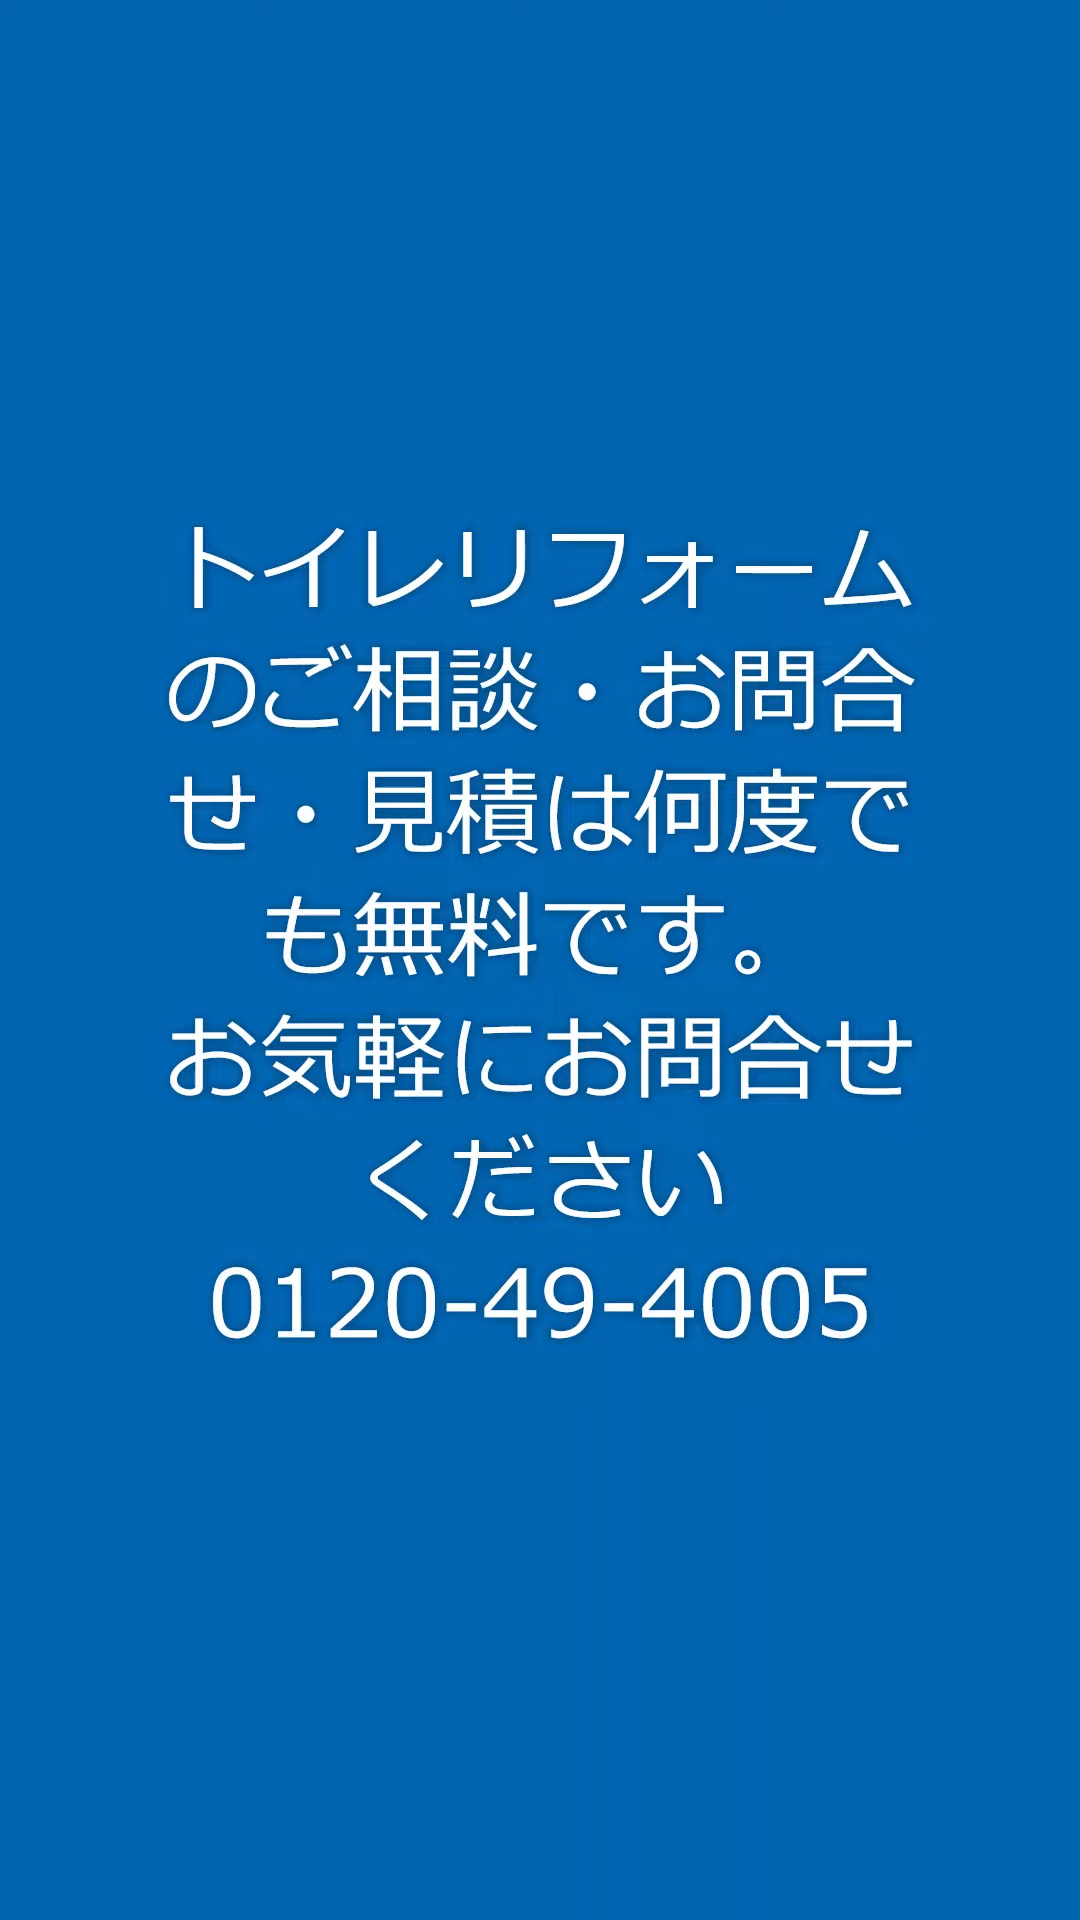 トイレリフォーム
のご相談・お問合
せ・見積は何度で
も無料です。
お気軽にお問合せ
ください
0120-49-4005